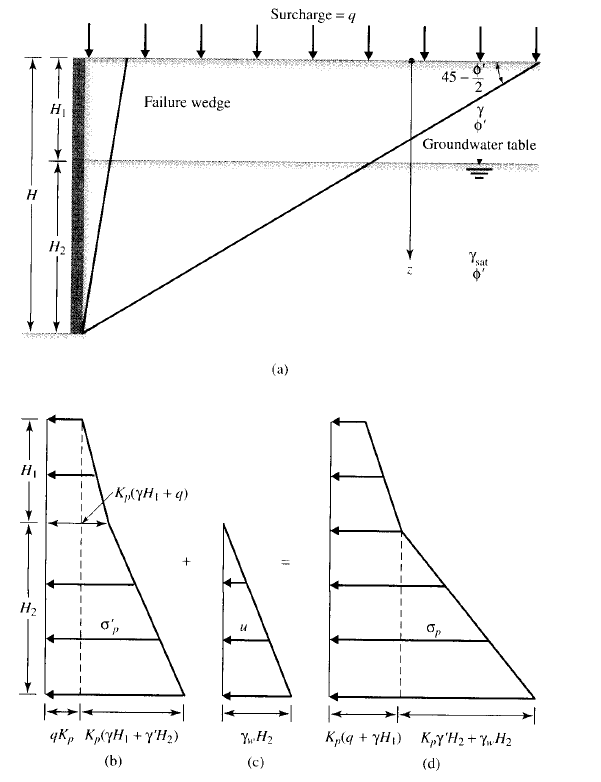 Surcharge = q
45 − φ′/2
H₁
Failure wedge
γ
φ′
Groundwater table
H
H₂
z
γsat
φ′
(a)
H₁
Kp(γH₁ + q)
+
=
H₂
σ′p
u
σp
qKp Kp(γH₁ + γ′H₂)
γwH₂
Kp(q + γH₁) Kpγ′H₂ + γwH₂
(b)
(c)
(d)